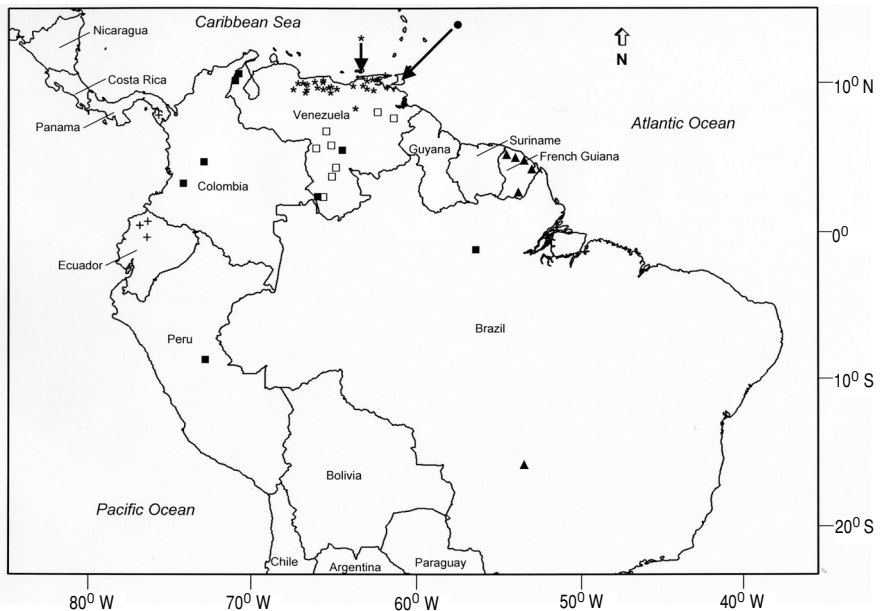 Caribbean Sea
Nicaragua
Costa Rica
Panama
N
10⁰ N
Venezuela
Atlantic Ocean
Suriname
Guyana
French Guiana
Colombia
0⁰
Ecuador
Peru
Brazil
10⁰ S
Bolivia
Pacific Ocean
20⁰ S
Chile
Argentina
Paraguay
80⁰ W
70⁰ W
60⁰ W
50⁰ W
40⁰ W